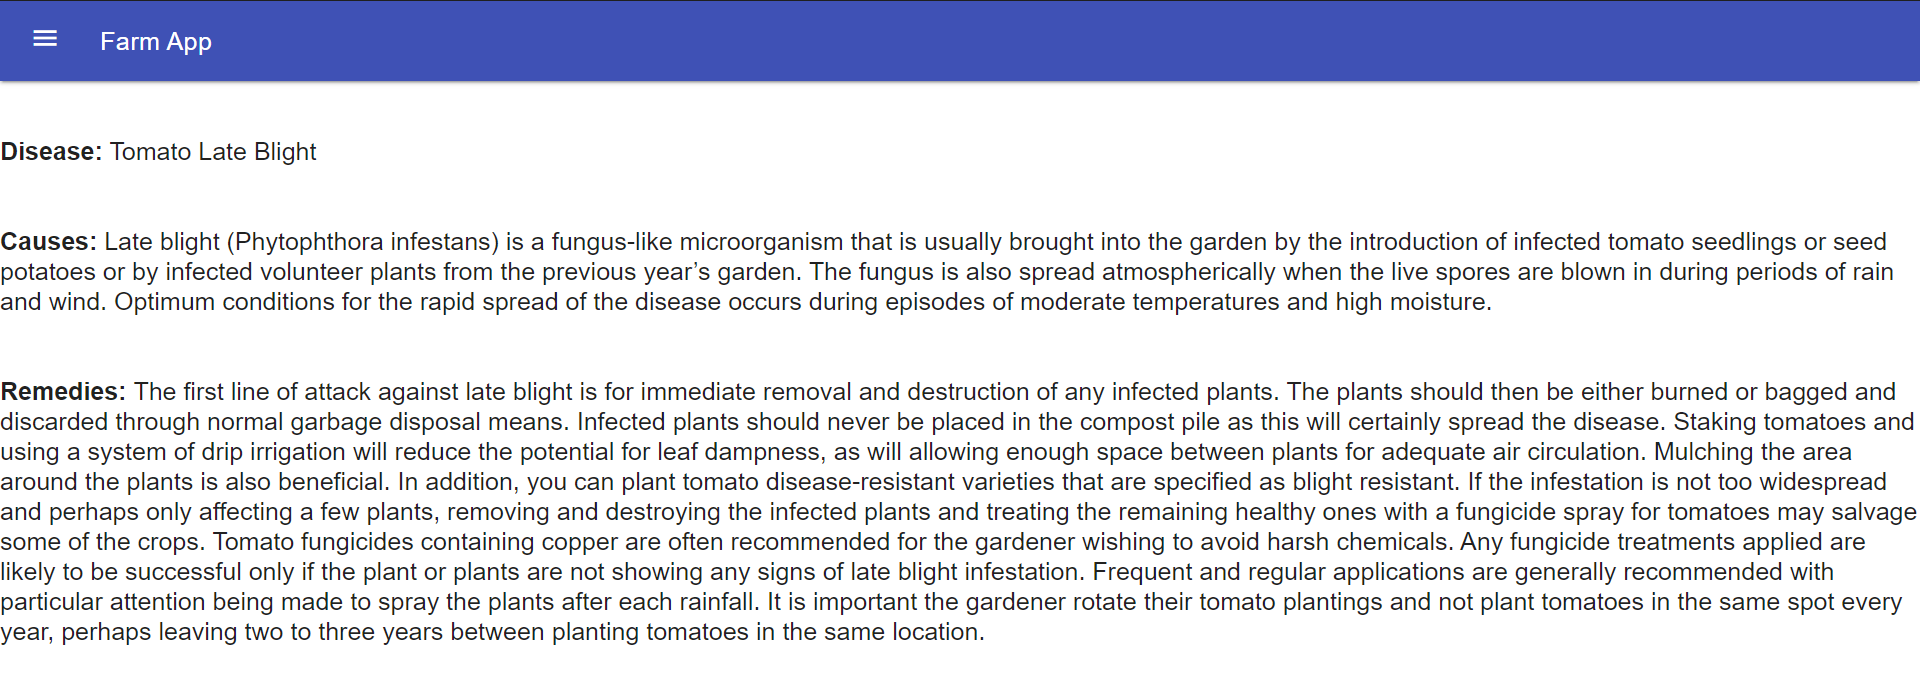 Farm App
Disease: Tomato Late Blight
Causes: Late blight (Phytophthora infestans) is a fungus-like microorganism that is usually brought into the garden by the introduction of infected tomato seedlings or seed
potatoes or by infected volunteer plants from the previous year’s garden. The fungus is also spread atmospherically when the live spores are blown in during periods of rain
and wind. Optimum conditions for the rapid spread of the disease occurs during episodes of moderate temperatures and high moisture.
Remedies: The first line of attack against late blight is for immediate removal and destruction of any infected plants. The plants should then be either burned or bagged and
discarded through normal garbage disposal means. Infected plants should never be placed in the compost pile as this will certainly spread the disease. Staking tomatoes and
using a system of drip irrigation will reduce the potential for leaf dampness, as will allowing enough space between plants for adequate air circulation. Mulching the area
around the plants is also beneficial. In addition, you can plant tomato disease-resistant varieties that are specified as blight resistant. If the infestation is not too widespread
and perhaps only affecting a few plants, removing and destroying the infected plants and treating the remaining healthy ones with a fungicide spray for tomatoes may salvage
some of the crops. Tomato fungicides containing copper are often recommended for the gardener wishing to avoid harsh chemicals. Any fungicide treatments applied are
likely to be successful only if the plant or plants are not showing any signs of late blight infestation. Frequent and regular applications are generally recommended with
particular attention being made to spray the plants after each rainfall. It is important the gardener rotate their tomato plantings and not plant tomatoes in the same spot every
year, perhaps leaving two to three years between planting tomatoes in the same location.